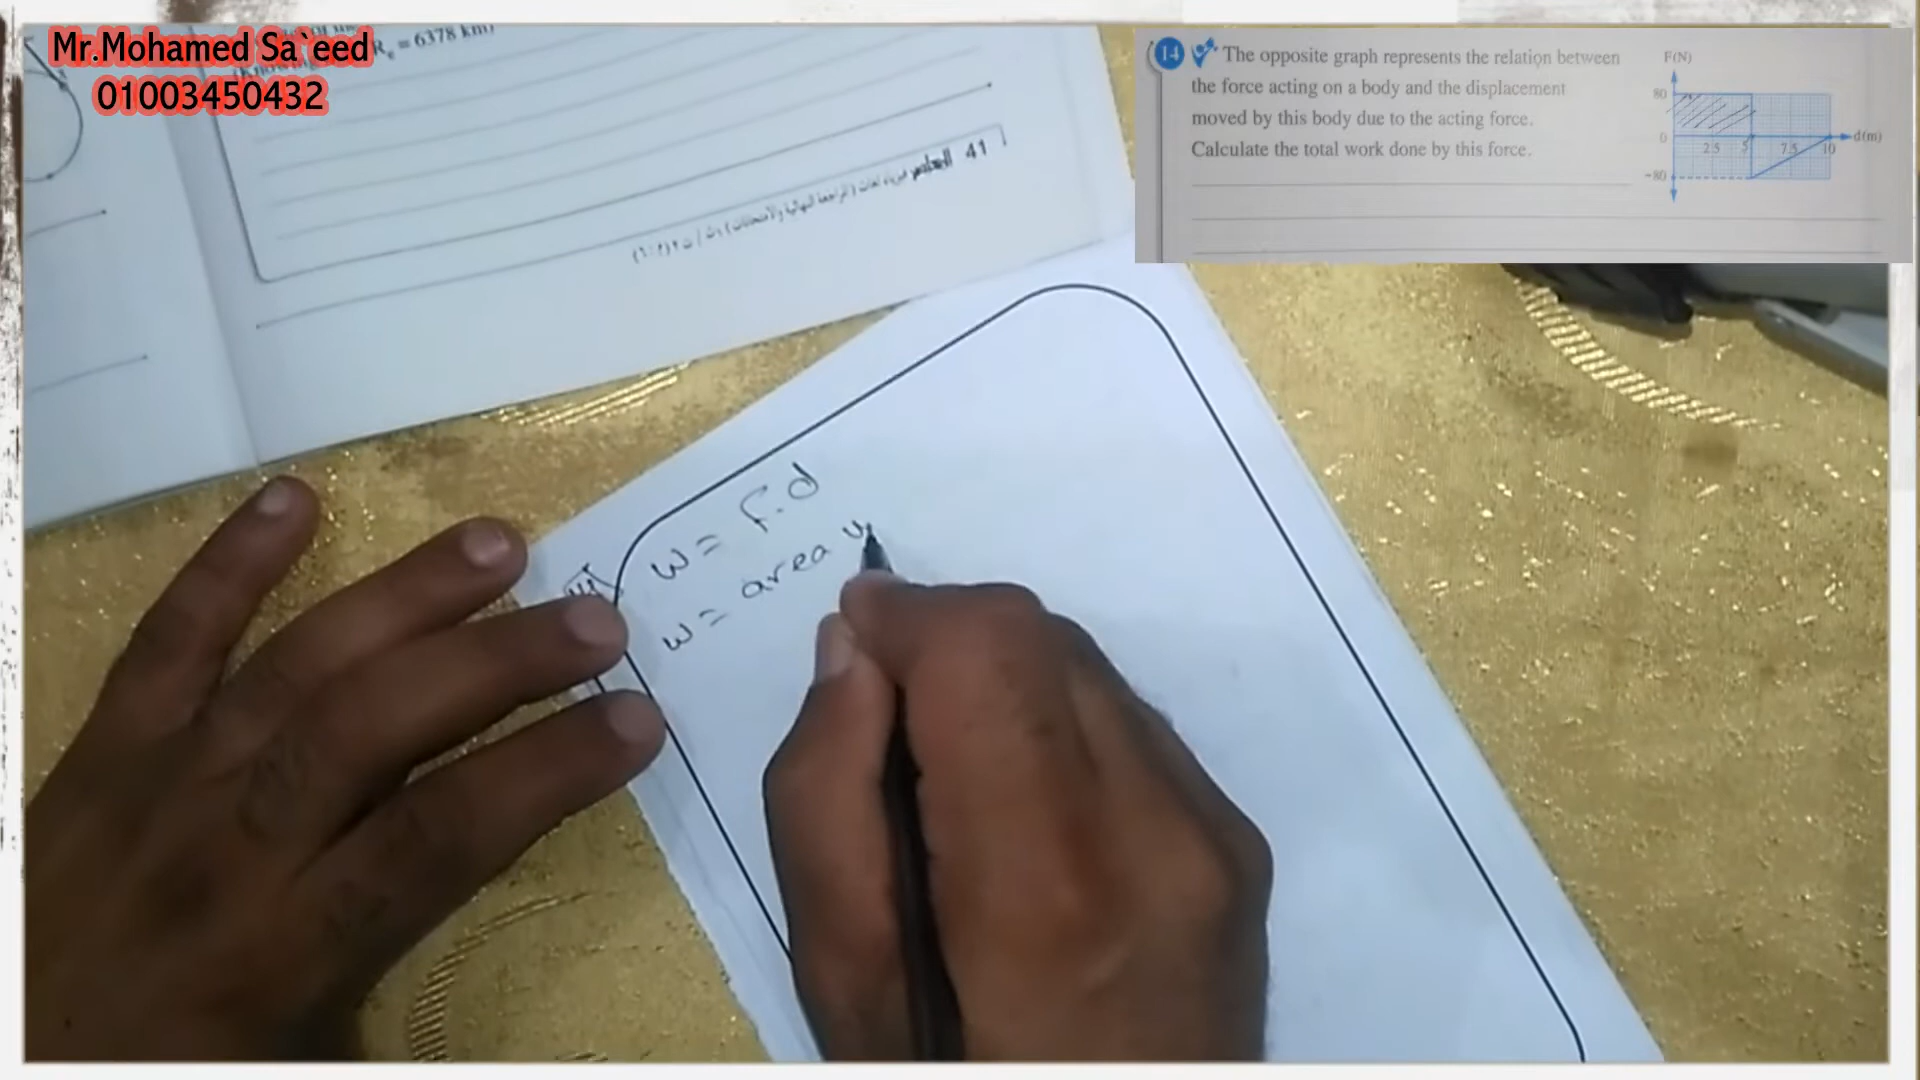 Mr.Mohamed Sa`eed
01003450432
Rₑ = 6378 km)
41
14 The opposite graph represents the relation between
the force acting on a body and the displacement
moved by this body due to the acting force.
Calculate the total work done by this force.
F(N)
80
0
-80
2.5 5 7.5 10 d(m)
w = F.d
w = area